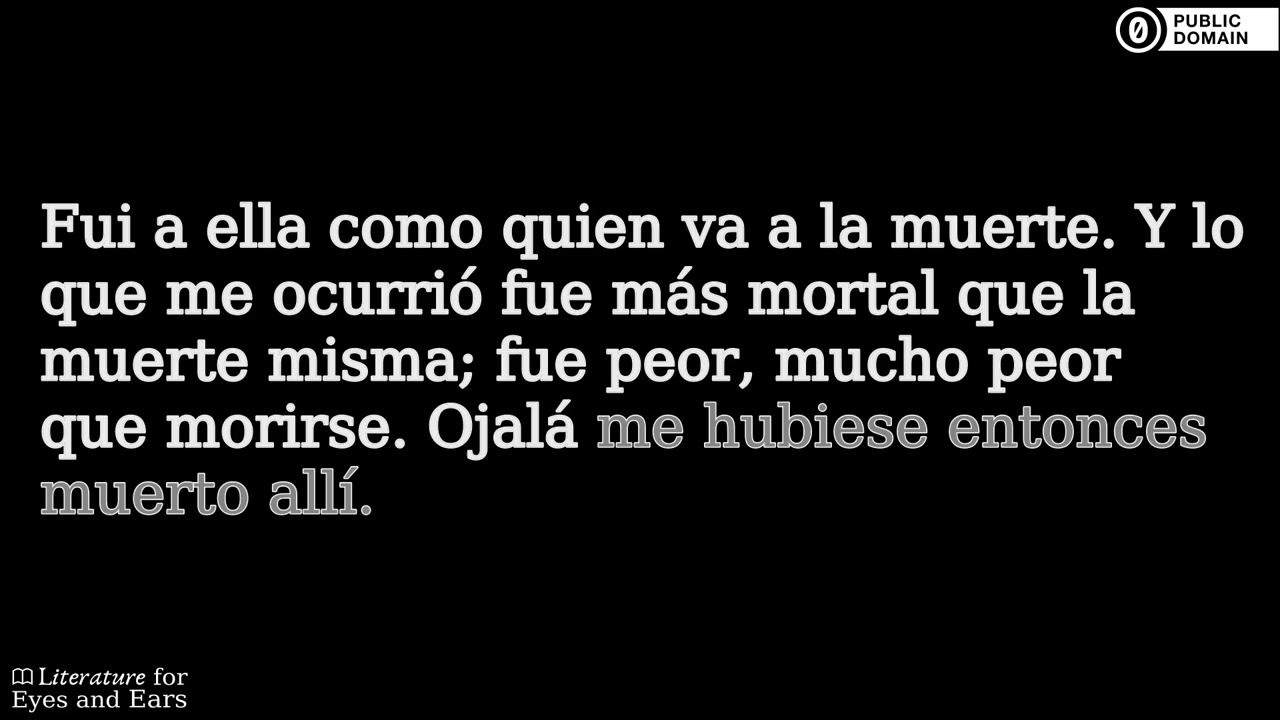 PUBLIC
DOMAIN
Fui a ella como quien va a la muerte. Y lo
que me ocurrió fue más mortal que la
muerte misma; fue peor, mucho peor
que morirse. Ojalá me hubiese entonces
muerto allí.
Literature for
Eyes and Ears